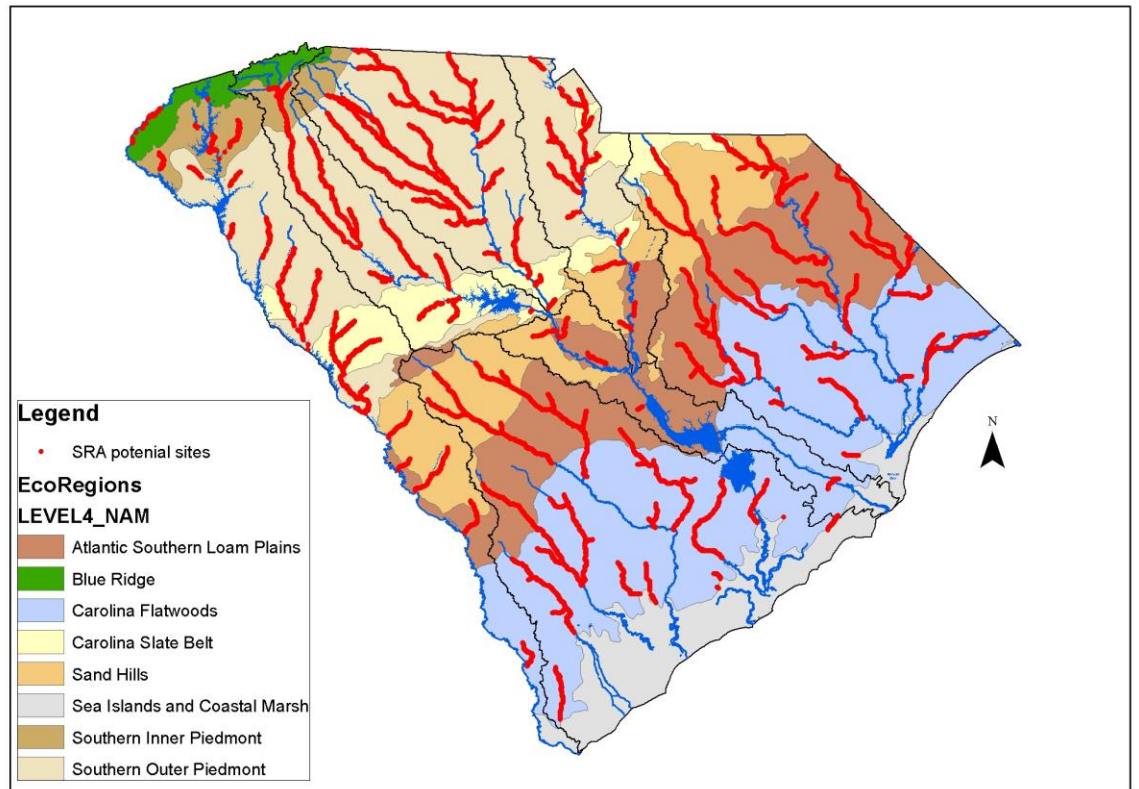 N
Legend
SRA potenial sites
EcoRegions
LEVEL4_NAM
Atlantic Southern Loam Plains
Blue Ridge
Carolina Flatwoods
Carolina Slate Belt
Sand Hills
Sea Islands and Coastal Marsh
Southern Inner Piedmont
Southern Outer Piedmont